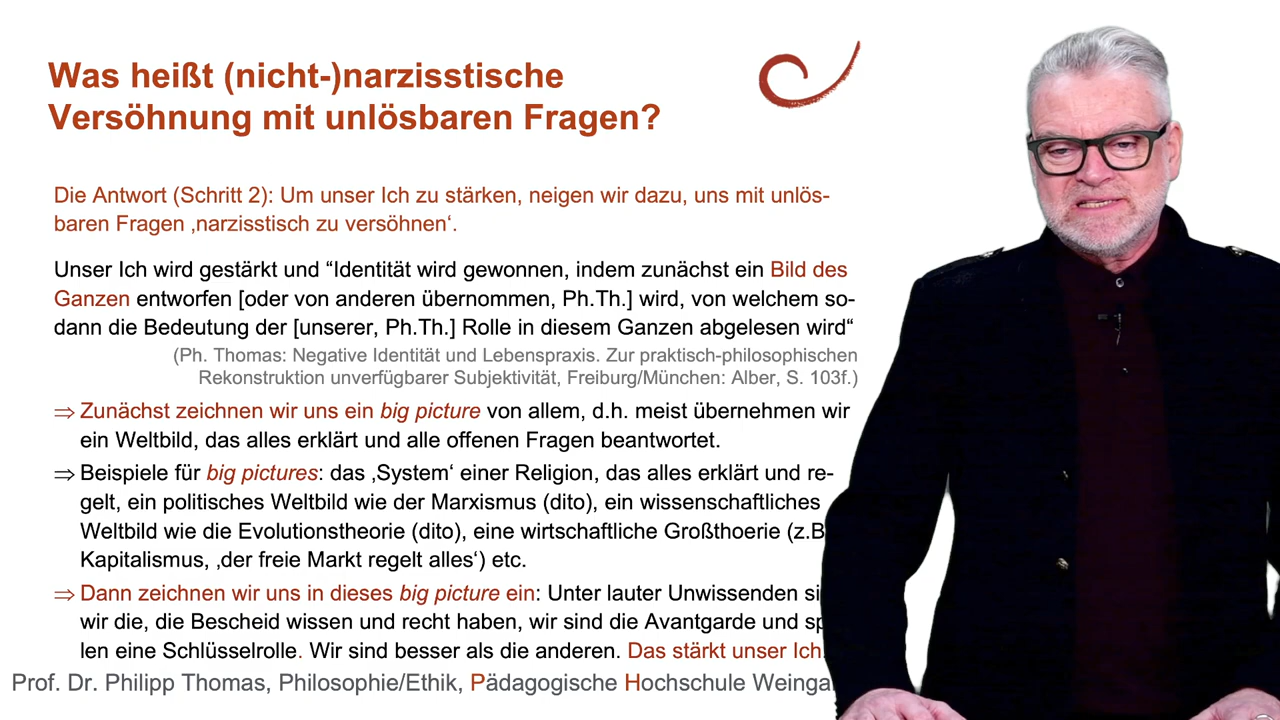 Was heißt (nicht-)narzisstische
Versöhnung mit unlösbaren Fragen?
Die Antwort (Schritt 2): Um unser Ich zu stärken, neigen wir dazu, uns mit unlös-
baren Fragen ‚narzisstisch zu versöhnen‘.
Unser Ich wird gestärkt und “Identität wird gewonnen, indem zunächst ein Bild des
Ganzen entworfen [oder von anderen übernommen, Ph.Th.] wird, von welchem so-
dann die Bedeutung der [unserer, Ph.Th.] Rolle in diesem Ganzen abgelesen wird“
(Ph. Thomas: Negative Identität und Lebenspraxis. Zur praktisch-philosophischen
Rekonstruktion unverfügbarer Subjektivität, Freiburg/München: Alber, S. 103f.)
⇒ Zunächst zeichnen wir uns ein big picture von allem, d.h. meist übernehmen wir
ein Weltbild, das alles erklärt und alle offenen Fragen beantwortet.
⇒ Beispiele für big pictures: das ‚System‘ einer Religion, das alles erklärt und re-
gelt, ein politisches Weltbild wie der Marxismus (dito), ein wissenschaftliches
Weltbild wie die Evolutionstheorie (dito), eine wirtschaftliche Großthoerie (z.B
Kapitalismus, ‚der freie Markt regelt alles‘) etc.
⇒ Dann zeichnen wir uns in dieses big picture ein: Unter lauter Unwissenden
wir die, die Bescheid wissen und recht haben, wir sind die Avantgarde und
len eine Schlüsselrolle. Wir sind besser als die anderen. Das stärkt unser Ich.
Prof. Dr. Philipp Thomas, Philosophie/Ethik, Pädagogische Hochschule